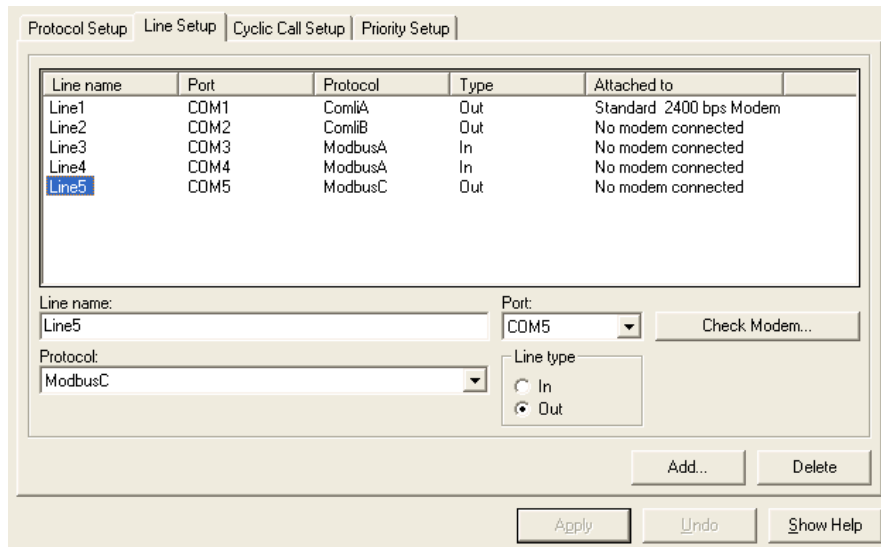 Protocol Setup Line Setup Cyclic Call Setup Priority Setup
Line name Port Protocol Type Attached to
Line1 COM1 ComliA Out Standard 2400 bps Modem
Line2 COM2 ComliB Out No modem connected
Line3 COM3 ModbusA In No modem connected
Line4 COM4 ModbusA In No modem connected
Line5 COM5 ModbusC Out No modem connected
Line name: Port:
Line5 COM5 Check Modem...
Protocol: Line type
ModbusC In
Out
Add... Delete
Apply Undo Show Help